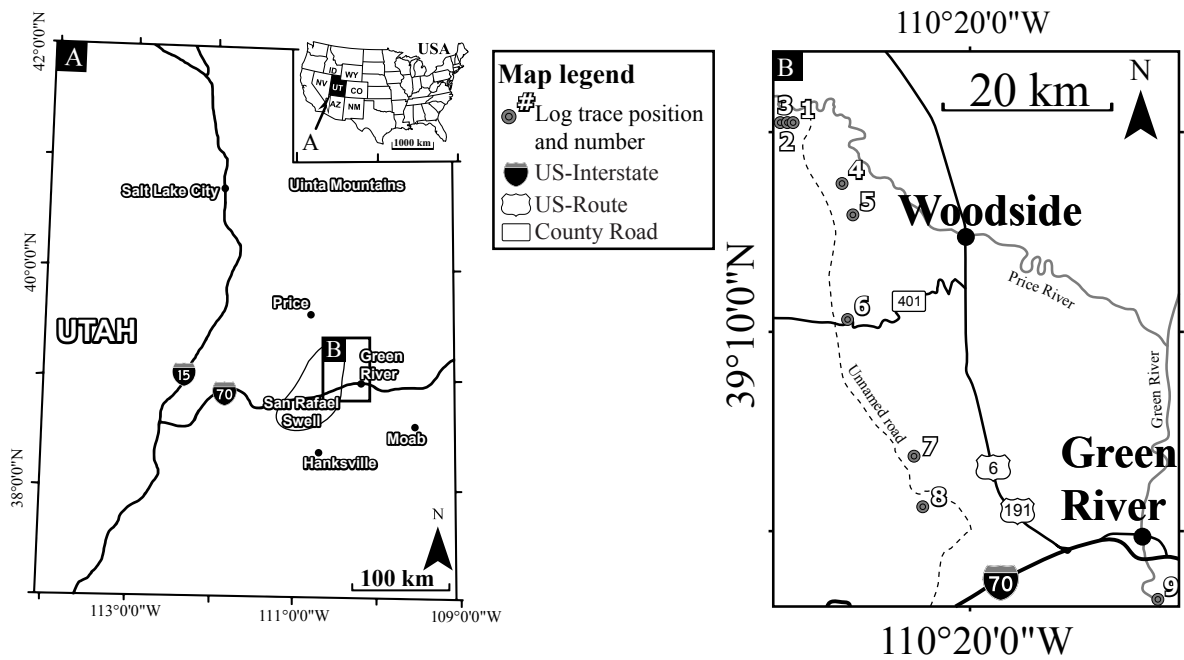 A
42°0'0"N
40°0'0"N
38°0'0"N
USA
ID
WY
NV
UT
CO
AZ
NM
A
1000 km
Salt Lake City
Uinta Mountains
Price
UTAH
B
Green
River
15
70
San Rafael
Swell
Moab
Hanksville
N
100 km
113°0'0"W
111°0'0"W
109°0'0"W
Map legend
#
Log trace position
and number
US-Interstate
US-Route
County Road
110°20'0"W
B
20 km
N
3
1
2
4
5
Woodside
39°10'0"N
Price River
401
6
Unnamed road
Green River
7
6
Green
River
8
191
70
9
110°20'0"W